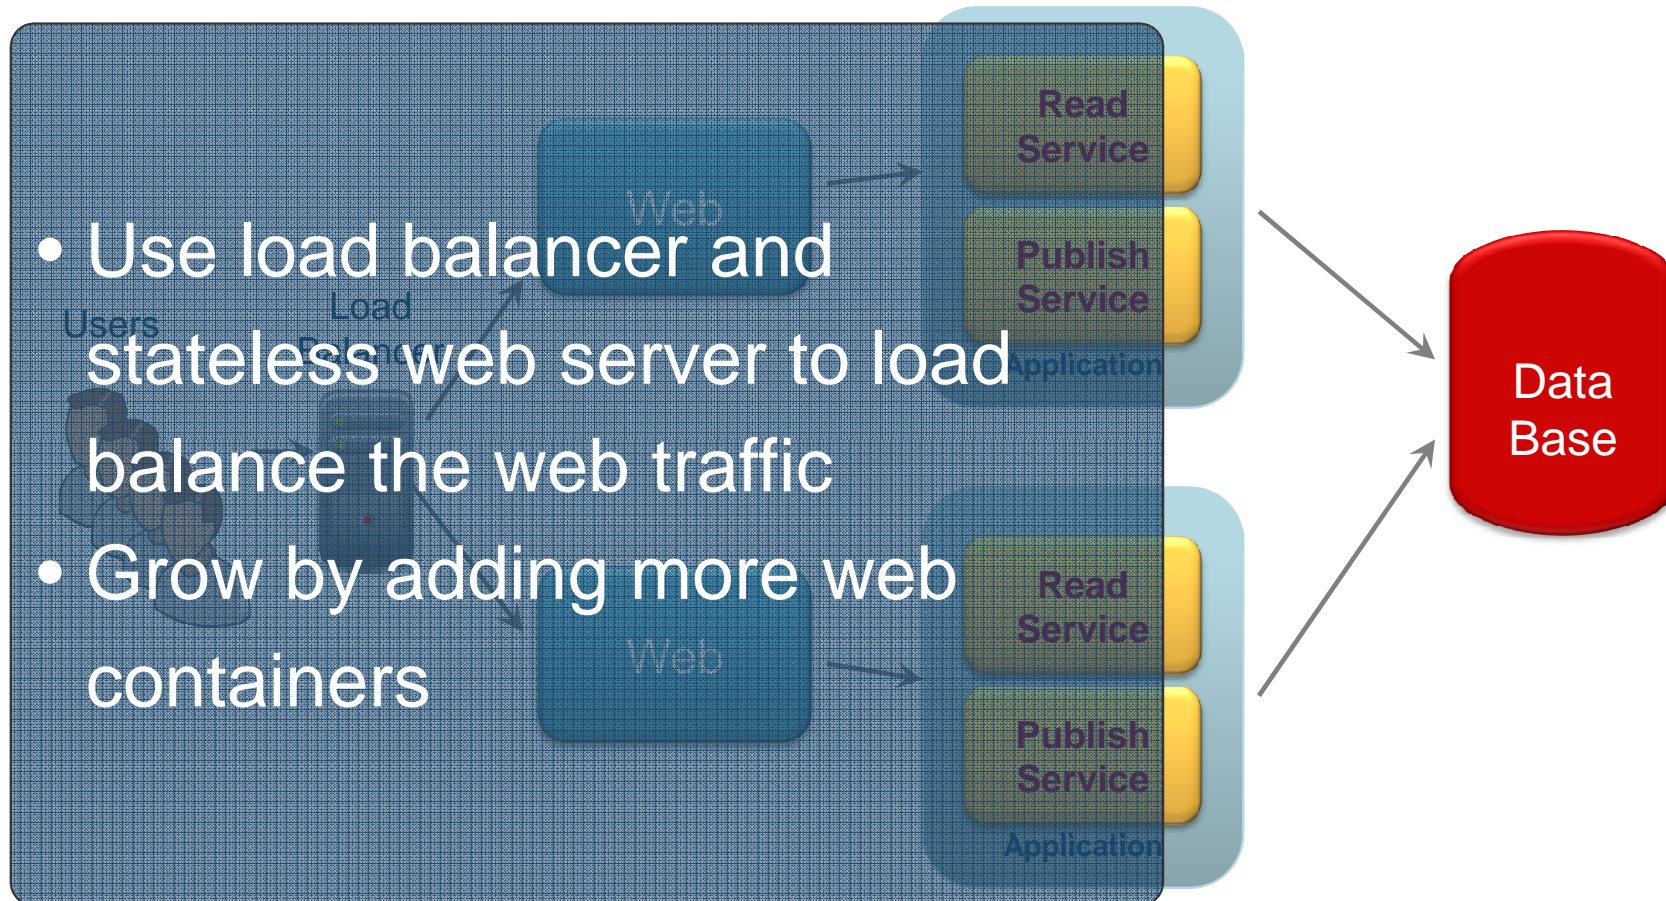 • Use load balancer and
stateless web server to load
balance the web traffic
• Grow by adding more web
containers
Users
Load
Balancer
Web
Web
Read
Service
Publish
Service
Application
Read
Service
Publish
Service
Application
Data
Base